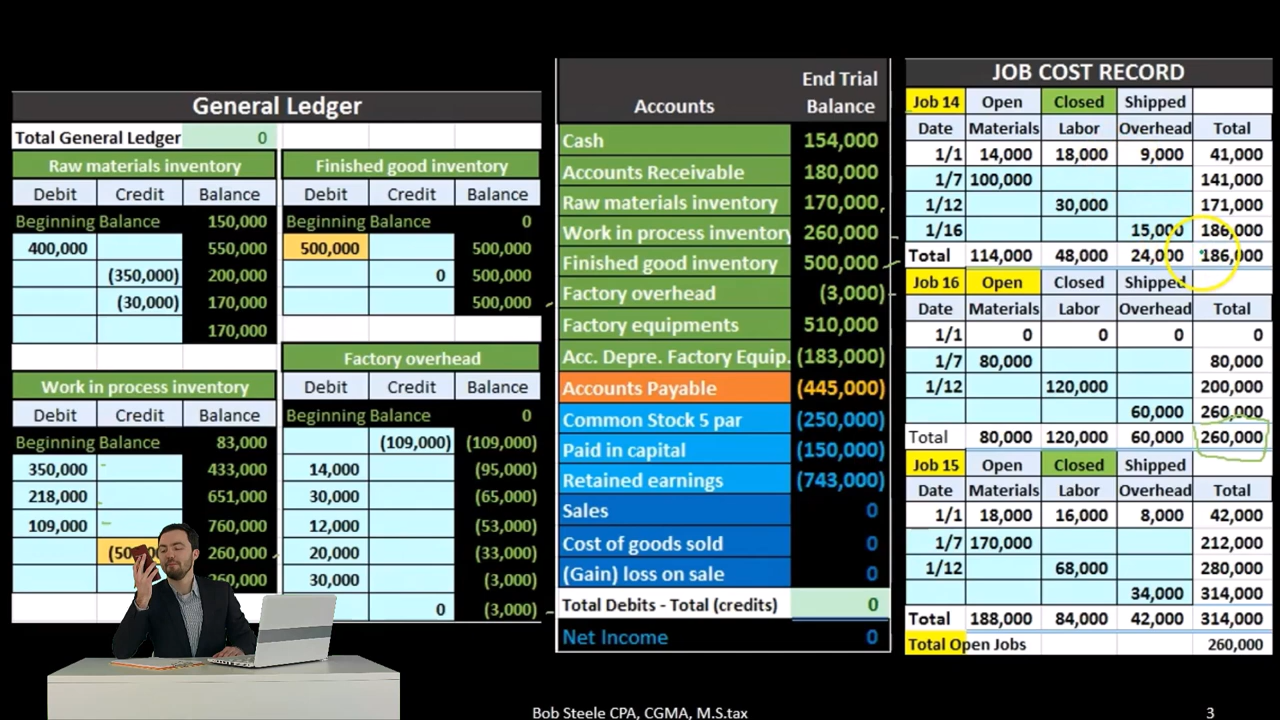 General Ledger
Total General Ledger 0
Raw materials inventory
Debit Credit Balance
Beginning Balance 150,000
400,000 550,000
(350,000) 200,000
(30,000) 170,000
170,000
Work in process inventory
Debit Credit Balance
Beginning Balance 83,000
350,000 433,000
218,000 651,000
109,000 760,000
260,000
260,000
Finished good inventory
Debit Credit Balance
Beginning Balance 0
500,000 500,000
0 500,000
500,000
Factory overhead
Debit Credit Balance
Beginning Balance 0
(109,000) (109,000)
14,000 (95,000)
30,000 (65,000)
12,000 (53,000)
20,000 (33,000)
30,000 (3,000)
0 (3,000)
Accounts End Trial Balance
Cash 154,000
Accounts Receivable 180,000
Raw materials inventory 170,000
Work in process inventory 260,000
Finished good inventory 500,000
Factory overhead (3,000)
Factory equipments 510,000
Acc. Depre. Factory Equip. (183,000)
Accounts Payable (445,000)
Common Stock 5 par (250,000)
Paid in capital (150,000)
Retained earnings (743,000)
Sales 0
Cost of goods sold 0
(Gain) loss on sale 0
Total Debits - Total (credits) 0
Net Income 0
JOB COST RECORD
Job 14 Open Closed Shipped
Date Materials Labor Overhead Total
1/1 14,000 18,000 9,000 41,000
1/7 100,000 141,000
1/12 30,000 171,000
1/16 15,000 186,000
Total 114,000 48,000 24,000 186,000
Job 16 Open Closed Shipped
Date Materials Labor Overhead Total
1/1 0 0 0 0
1/7 80,000 80,000
1/12 120,000 200,000
60,000 260,000
Total 80,000 120,000 60,000 260,000
Job 15 Open Closed Shipped
Date Materials Labor Overhead Total
1/1 18,000 16,000 8,000 42,000
1/7 170,000 212,000
1/12 68,000 280,000
34,000 314,000
Total 188,000 84,000 42,000 314,000
Total Open Jobs 260,000
Bob Steele CPA, CGMA, M.S.tax
3